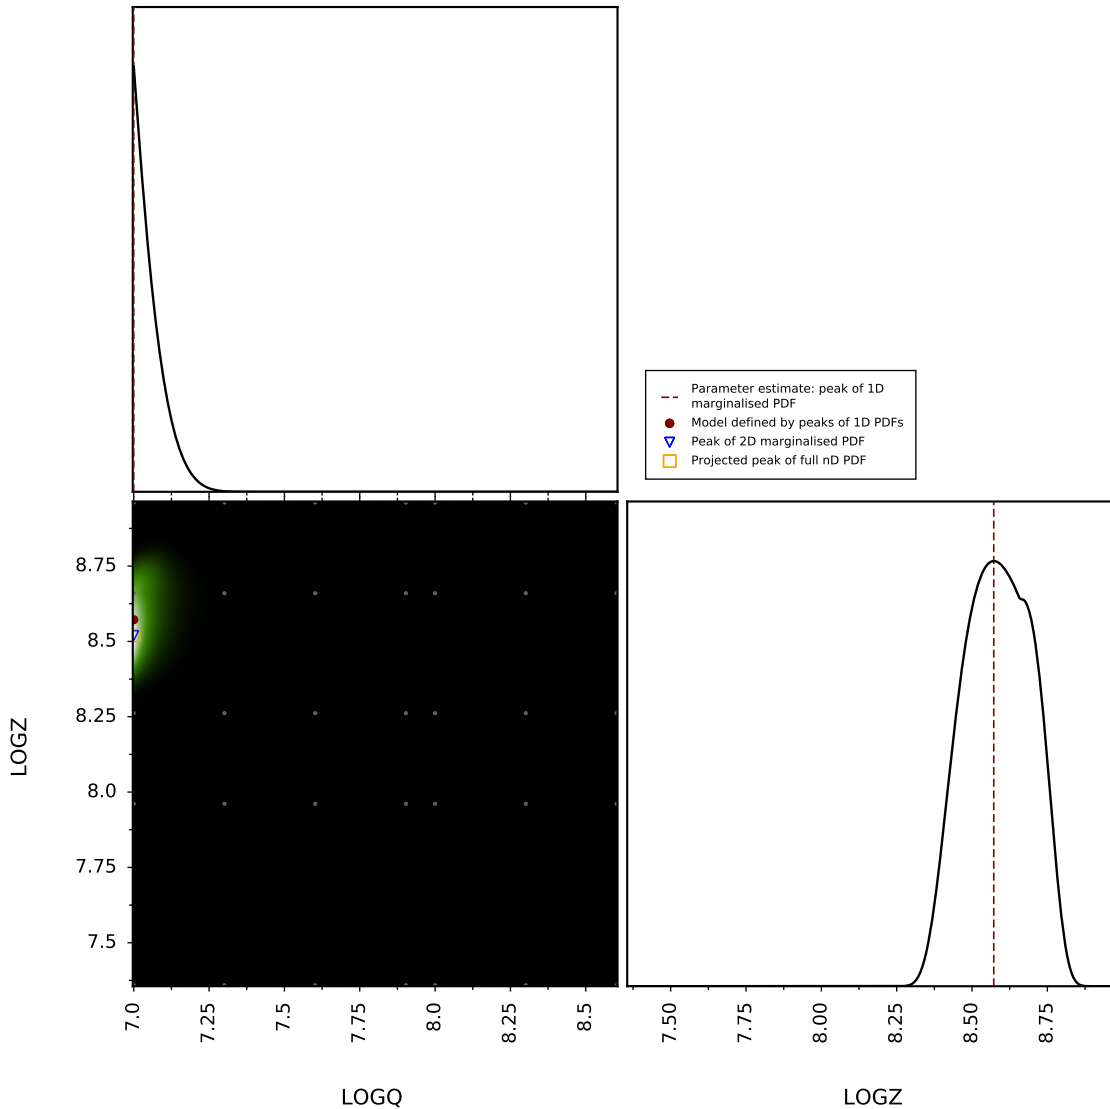 Parameter estimate: peak of 1D
marginalised PDF
Model defined by peaks of 1D PDFs
Peak of 2D marginalised PDF
Projected peak of full nD PDF
LOGZ
8.75
8.5
8.25
8.0
7.75
7.5
7.0 7.25 7.5 7.75 8.0 8.25 8.5
LOGQ
7.50 7.75 8.00 8.25 8.50 8.75
LOGZ